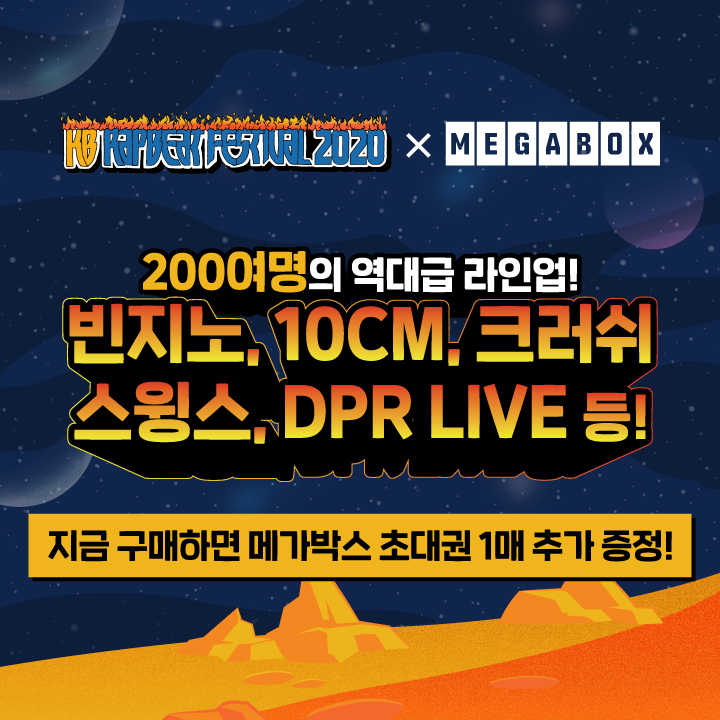 KB RAPBEAT FESTIVAL 2020 × MEGABOX
200여명의 역대급 라인업!
빈지노, 10CM, 크러쉬
스윙스, DPR LIVE 등!
지금 구매하면 메가박스 초대권 1매 추가 증정!